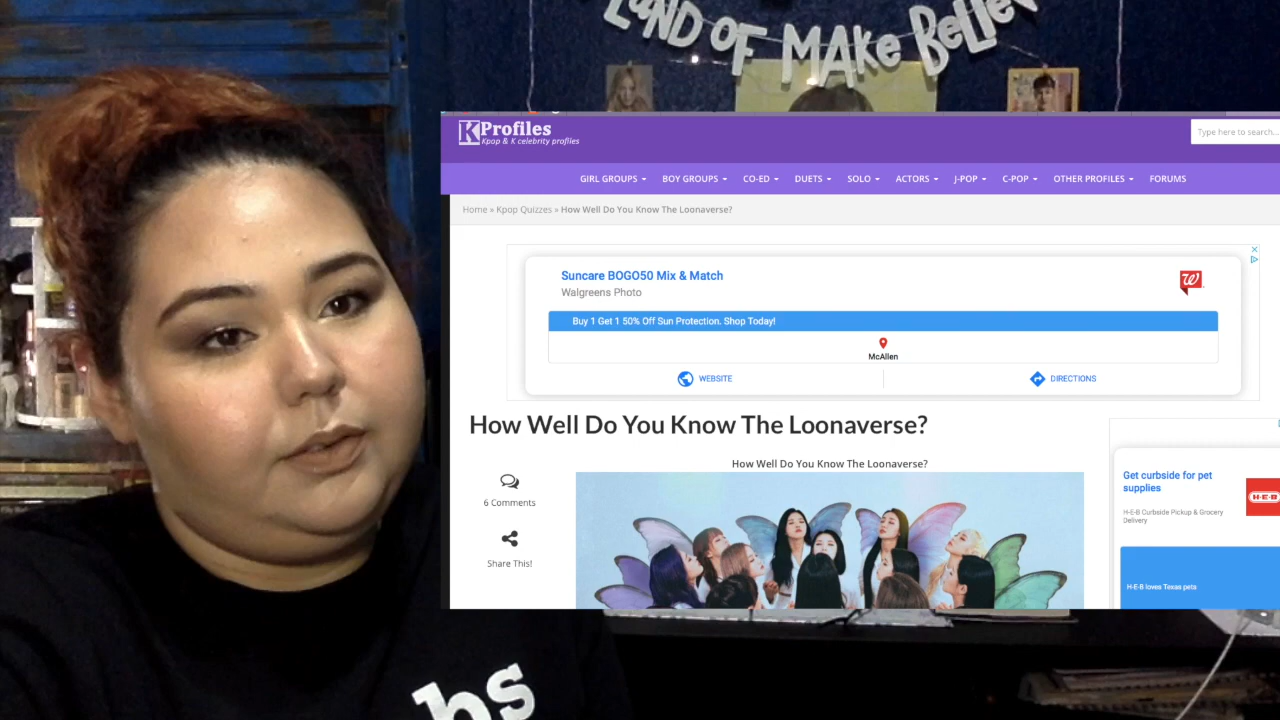 LAND OF MAKE BELIEVE
KProfiles
Kpop & K celebrity profiles
Type here to search...
GIRL GROUPS BOY GROUPS CO-ED DUETS SOLO ACTORS J-POP C-POP OTHER PROFILES FORUMS
Home » Kpop Quizzes » How Well Do You Know The Loonaverse?
Suncare BOGO50 Mix & Match
Walgreens Photo
W
Buy 1 Get 1 50% Off Sun Protection. Shop Today!
McAllen
WEBSITE DIRECTIONS
How Well Do You Know The Loonaverse?
How Well Do You Know The Loonaverse?
6 Comments
Share This!
Get curbside for pet
supplies
H-E-B Curbside Pickup & Grocery
Delivery
H-E-B
H-E-B loves Texas pets
bs